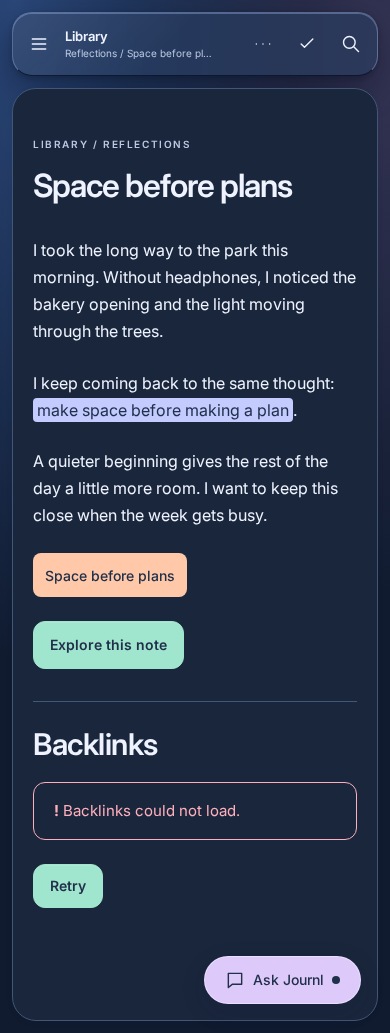 Library
Reflections / Space before pl...
LIBRARY / REFLECTIONS
Space before plans
I took the long way to the park this
morning. Without headphones, I noticed the
bakery opening and the light moving
through the trees.
I keep coming back to the same thought:
make space before making a plan.
A quieter beginning gives the rest of the
day a little more room. I want to keep this
close when the week gets busy.
Space before plans
Explore this note
Backlinks
! Backlinks could not load.
Retry
Ask Journl